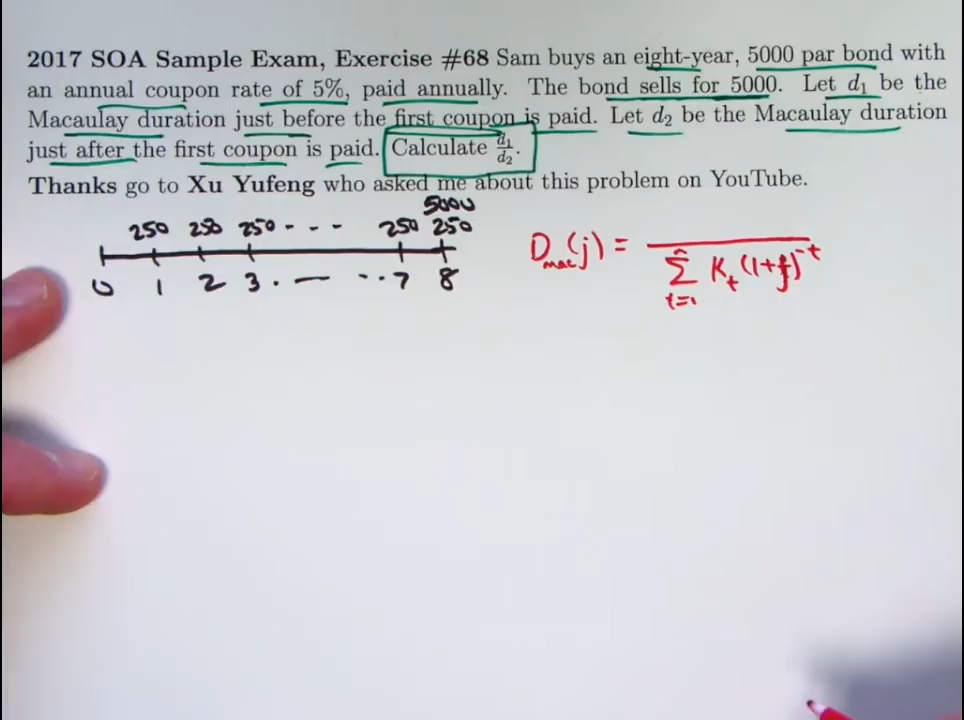 2017 SOA Sample Exam, Exercise #68 Sam buys an eight-year, 5000 par bond with
an annual coupon rate of 5%, paid annually. The bond sells for 5000. Let d₁ be the
Macaulay duration just before the first coupon is paid. Let d₂ be the Macaulay duration
just after the first coupon is paid. Calculate d₁/d₂.
Thanks go to Xu Yufeng who asked me about this problem on YouTube.
5000
250 250 250 - - - 250 250
0 1 2 3 . — .. 7 8
D_mac(j) = 
n
Σ K_t (1+j)^-t
t=1